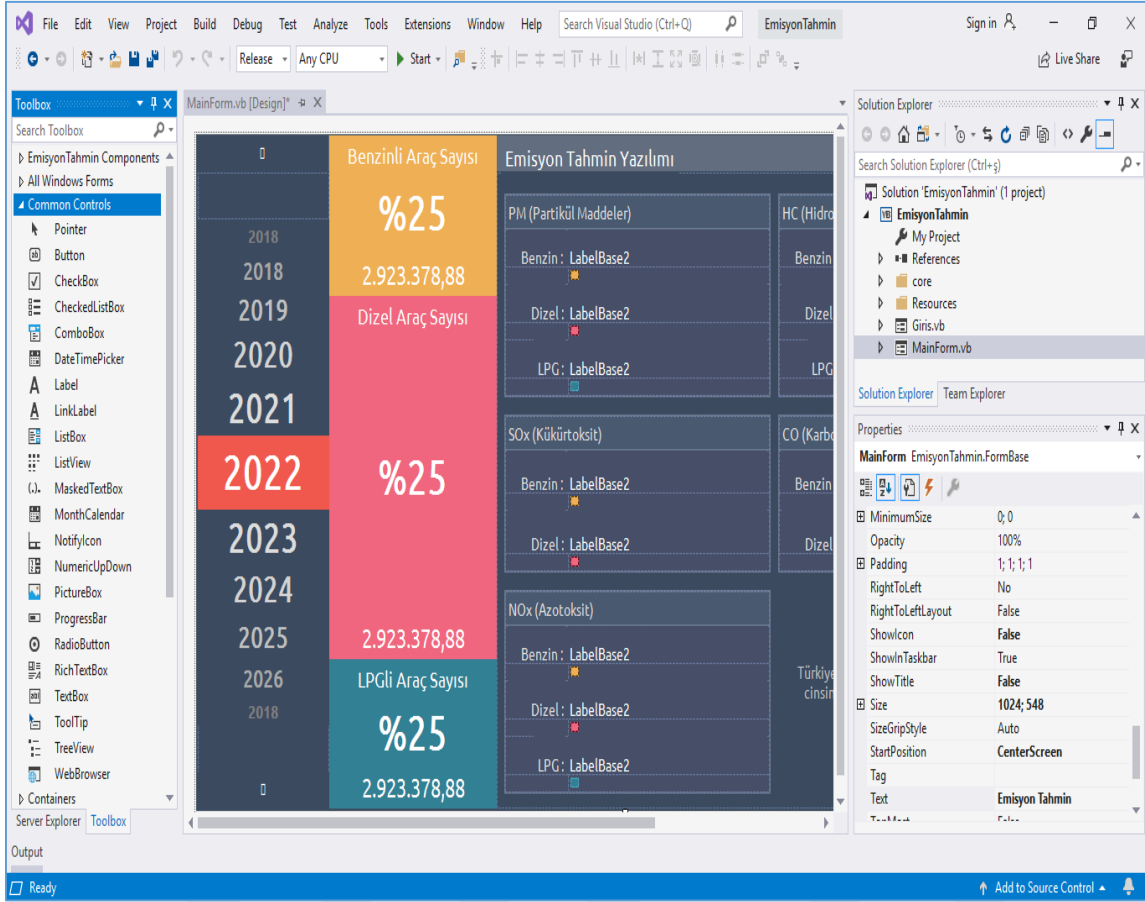 File Edit View Project Build Debug Test Analyze Tools Extensions Window Help Search Visual Studio (Ctrl+Q) EmisyonTahmin Sign in
Release Any CPU Start Live Share
Toolbox
Search Toolbox
EmisyonTahmin Components
All Windows Forms
Common Controls
Pointer
Button
CheckBox
CheckedListBox
ComboBox
DateTimePicker
Label
LinkLabel
ListBox
ListView
MaskedTextBox
MonthCalendar
NotifyIcon
NumericUpDown
PictureBox
ProgressBar
RadioButton
RichTextBox
TextBox
ToolTip
TreeView
WebBrowser
Containers
Server Explorer Toolbox
MainForm.vb [Design]*
2018
2018
2019
2020
2021
2022
2023
2024
2025
2026
2018
Benzinli Araç Sayısı
%25
2.923.378,88
Dizel Araç Sayısı
%25
2.923.378,88
LPGli Araç Sayısı
%25
2.923.378,88
Emisyon Tahmin Yazılımı
PM (Partikül Maddeler)
Benzin : LabelBase2
Dizel : LabelBase2
LPG : LabelBase2
HC (Hidro
Benzin
Dizel
LPG
SOx (Kükürtoksit)
Benzin : LabelBase2
Dizel : LabelBase2
CO (Karbo
Benzin
Dizel
NOx (Azotoksit)
Benzin : LabelBase2
Dizel : LabelBase2
LPG : LabelBase2
Türkiye
cinsin
Solution Explorer
Search Solution Explorer (Ctrl+ş)
Solution 'EmisyonTahmin' (1 project)
VB EmisyonTahmin
My Project
References
core
Resources
Giris.vb
MainForm.vb
Solution Explorer Team Explorer
Properties
MainForm EmisyonTahmin.FormBase
MinimumSize 0; 0
Opacity 100%
Padding 1; 1; 1; 1
RightToLeft No
RightToLeftLayout False
ShowIcon False
ShowInTaskbar True
ShowTitle False
Size 1024; 548
SizeGripStyle Auto
StartPosition CenterScreen
Tag
Text Emisyon Tahmin
Output
Ready Add to Source Control